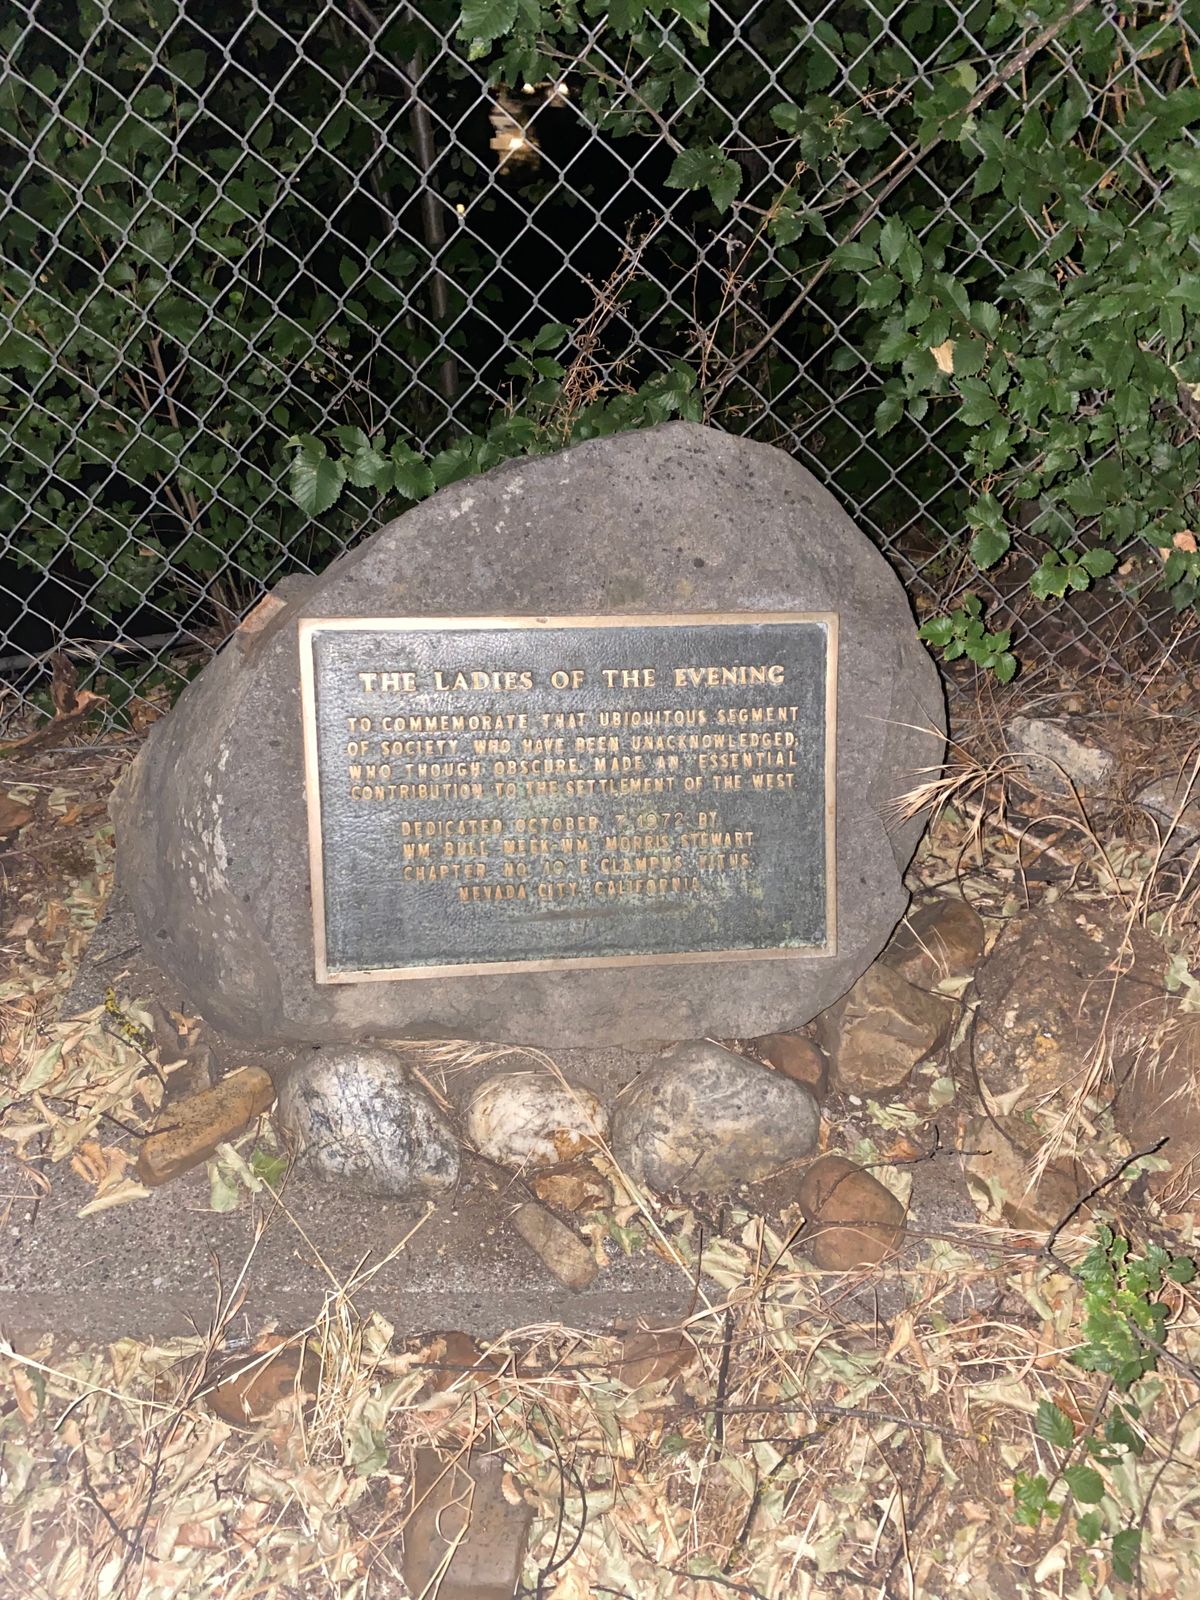 THE LADIES OF THE EVENING
TO COMMEMORATE THAT UBIQUITOUS SEGMENT
OF SOCIETY WHO HAVE BEEN UNACKNOWLEDGED,
WHO THOUGH OBSCURE, MADE AN ESSENTIAL
CONTRIBUTION TO THE SETTLEMENT OF THE WEST.
DEDICATED OCTOBER 7, 1972 BY
WM. BULL MEEK-WM. MORRIS STEWART
CHAPTER NO. 10 E CLAMPUS VITUS,
NEVADA CITY, CALIFORNIA